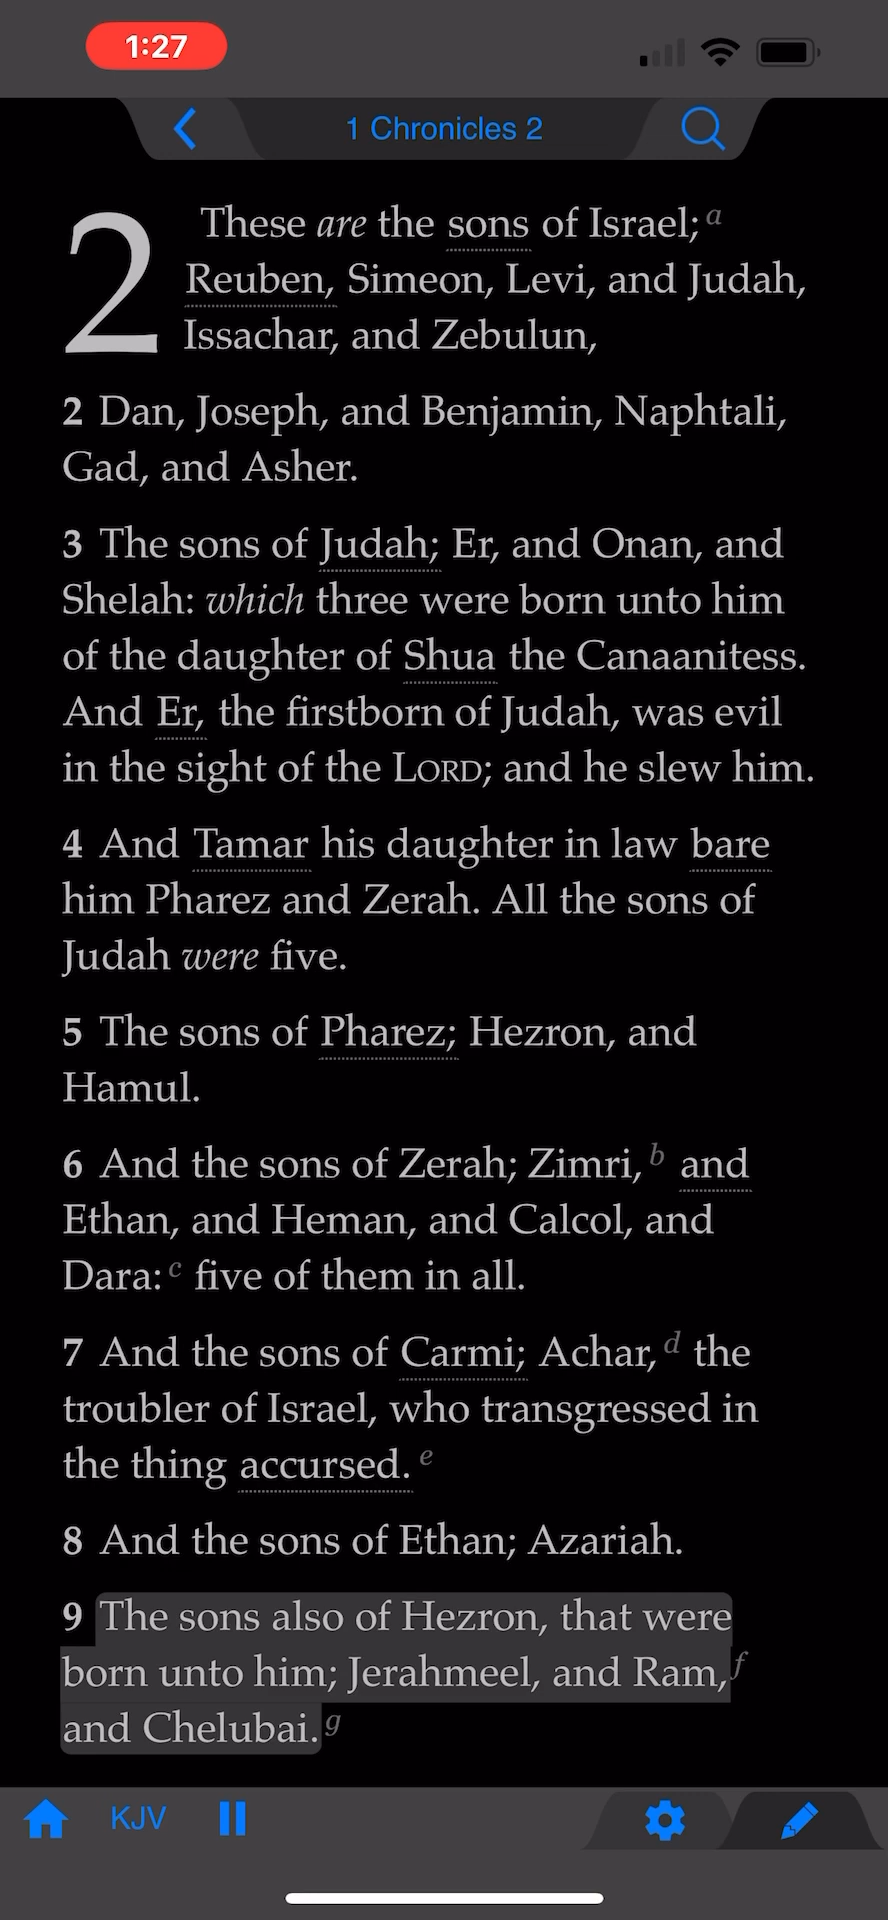 1:27
1 Chronicles 2
2 These are the sons of Israel; a
Reuben, Simeon, Levi, and Judah,
Issachar, and Zebulun,
2 Dan, Joseph, and Benjamin, Naphtali,
Gad, and Asher.
3 The sons of Judah; Er, and Onan, and
Shelah: which three were born unto him
of the daughter of Shua the Canaanitess.
And Er, the firstborn of Judah, was evil
in the sight of the LORD; and he slew him.
4 And Tamar his daughter in law bare
him Pharez and Zerah. All the sons of
Judah were five.
5 The sons of Pharez; Hezron, and
Hamul.
6 And the sons of Zerah; Zimri, b and
Ethan, and Heman, and Calcol, and
Dara: c five of them in all.
7 And the sons of Carmi; Achar, d the
troubler of Israel, who transgressed in
the thing accursed. e
8 And the sons of Ethan; Azariah.
9 The sons also of Hezron, that were
born unto him; Jerahmeel, and Ram, f
and Chelubai. g
KJV